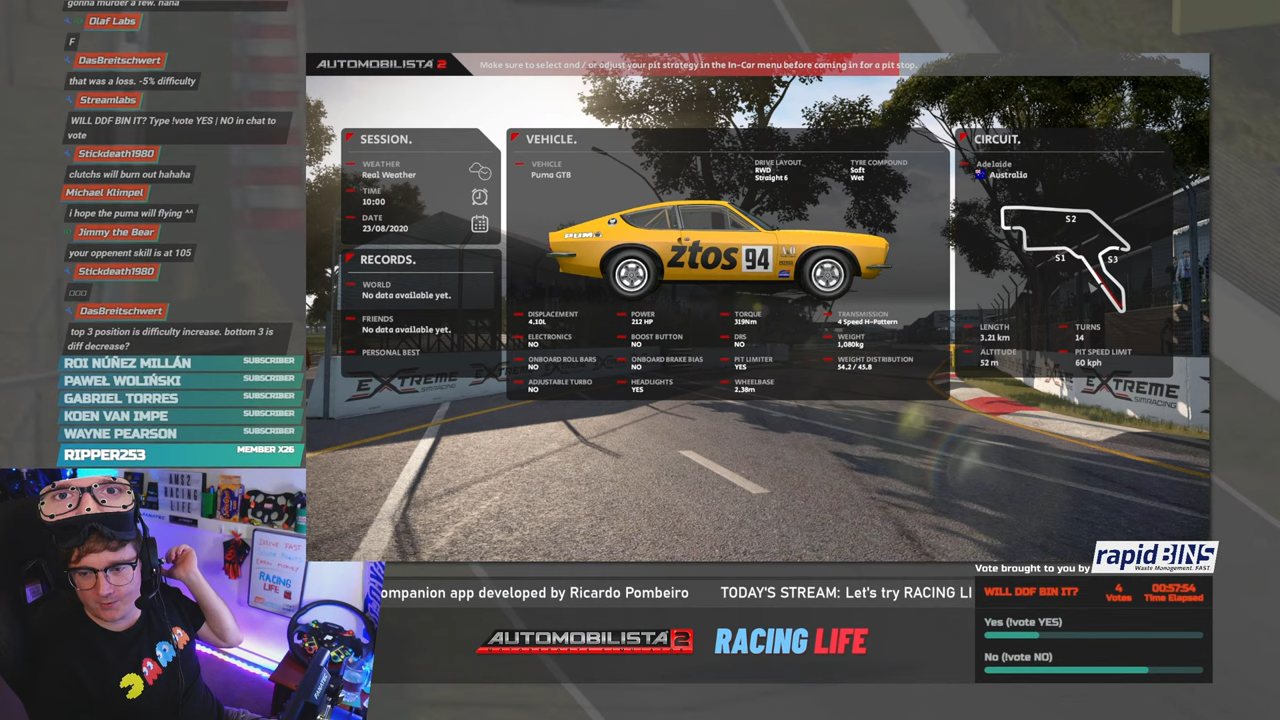 gonna murder a few. haha
Olaf Labs
F
DasBreitschwert
that was a loss. -5% difficulty
Streamlabs
WILL DDF BIN IT? Type !vote YES | NO in chat to
vote
Stickdeath1980
clutchs will burn out hahaha
Michael Klimpel
i hope the puma will flying ^^
Jimmy the Bear
your oppenent skill is at 105
Stickdeath1980
DasBreitschwert
top 3 position is difficulty increase. bottom 3 is
diff decrease?
ROI NÚÑEZ MILLÁN SUBSCRIBER
PAWEŁ WOLIŃSKI SUBSCRIBER
GABRIEL TORRES SUBSCRIBER
KOEN VAN IMPE SUBSCRIBER
WAYNE PEARSON SUBSCRIBER
RIPPER253 MEMBER X26
AUTOMOBILISTA 2
Make sure to select and / or adjust your pit strategy in the In-Car menu before coming in for a pit stop.
SESSION.
WEATHER
Real Weather
TIME
10:00
DATE
23/08/2020
RECORDS.
WORLD
No data available yet.
FRIENDS
No data available yet.
PERSONAL BEST
VEHICLE.
VEHICLE
Puma GTB
DRIVE LAYOUT
RWD
Straight 6
TYRE COMPOUND
Soft
Wet
PUMA
ztos 94
DISPLACEMENT
4,10L
POWER
212 HP
TORQUE
319Nm
TRANSMISSION
4 Speed H-Pattern
ELECTRONICS
NO
BOOST BUTTON
NO
DRS
NO
WEIGHT
1,080kg
ONBOARD ROLL BARS
NO
ONBOARD BRAKE BIAS
NO
PIT LIMITER
YES
WEIGHT DISTRIBUTION
54.2 / 45.8
ADJUSTABLE TURBO
NO
HEADLIGHTS
YES
WHEELBASE
2,38m
CIRCUIT.
Adelaide
Australia
S2
S1
S3
LENGTH
3,21 km
TURNS
14
ALTITUDE
52 m
PIT SPEED LIMIT
60 kph
EXTREME
SIMRACING
EXTREME
SIMRACING
AMS2
RACING
LIFE
RACING
LIFE
FANATEC
ompanion app developed by Ricardo Pombeiro
TODAY'S STREAM: Let's try RACING LI
AUTOMOBILISTA 2
RACING LIFE
Vote brought to you by
rapid BINS
Waste Management. FAST.
WILL DDF BIN IT?
4
Votes
00:57:54
Time Elapsed
Yes (!vote YES)
No (!vote NO)